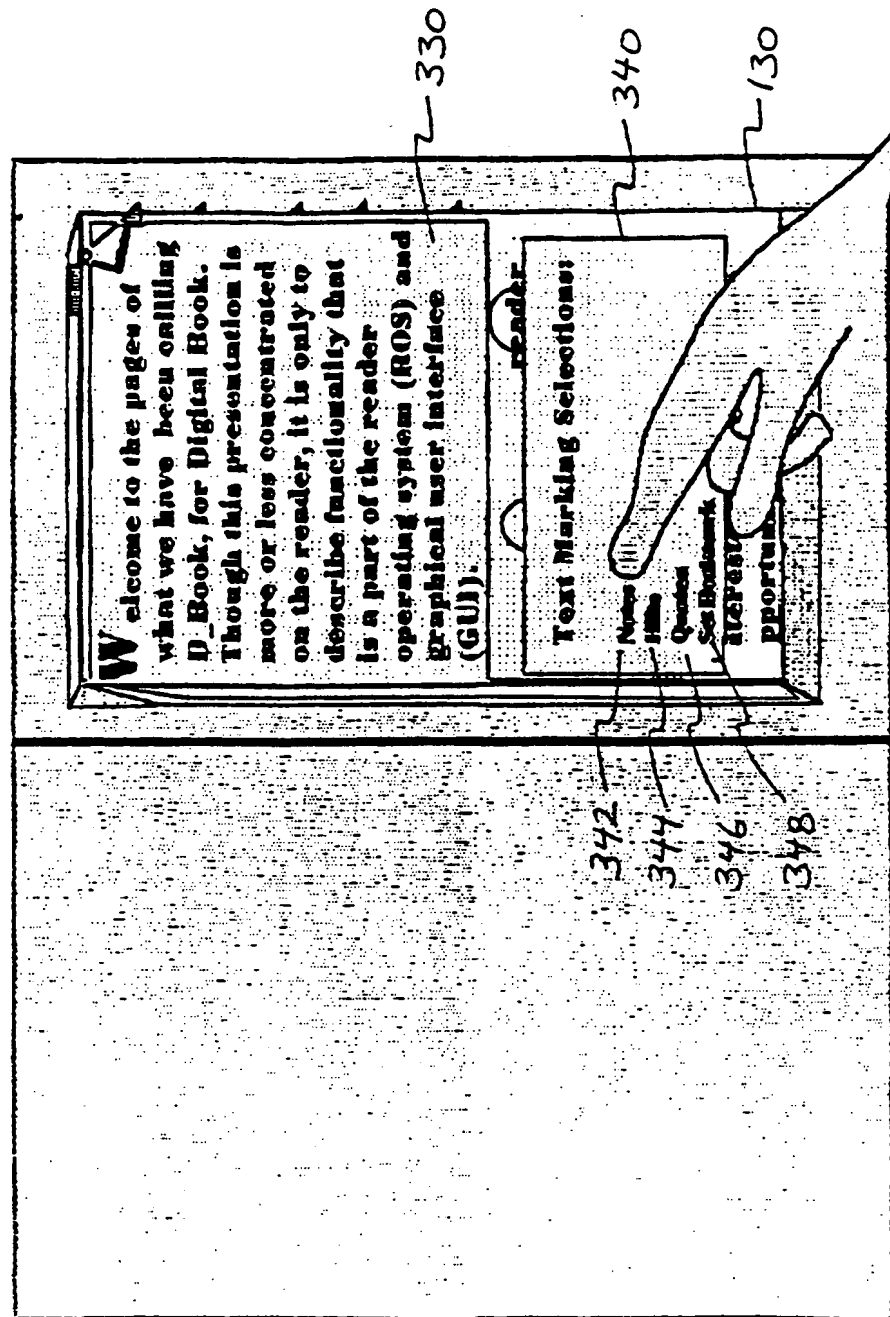 Welcome to the pages of
what we have been calling
D_Book, for Digital Book.
Though this presentation is
more or less concentrated
on the reader, it is only to
describe functionality that
is a part of the reader
operating system (ROS) and
graphical user interface
(GUI).
reader
Text Marking Selections:
Notes
Hilite
Quotes
Set Bookmark
pportun
330
340
130
342
344
346
348